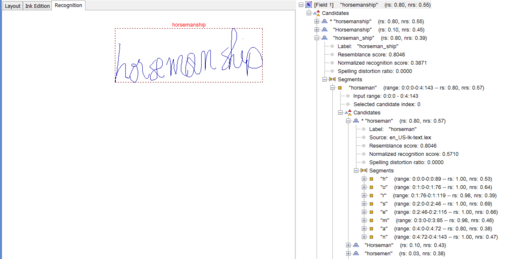 Layout Ink Edition Recognition
horsemanship
horsemanship
[Field 1] "horsemanship" (rs: 0.80, nrs: 0.55)
Candidates
* "horsemanship" (rs: 0.80, nrs: 0.55)
"Horsemanship" (rs: 0.10, nrs: 0.45)
"horseman_ship" (rs: 0.80, nrs: 0.39)
Label: "horseman_ship"
Resemblance score: 0.8046
Normalized recognition score: 0.3871
Spelling distortion ratio: 0.0000
Segments
"horseman" (range: 0:0:0-0:4:143 -- rs: 0.80, nrs: 0.57)
Input range: 0:0:0 - 0:4:143
Selected candidate index: 0
Candidates
* "horseman" (rs: 0.80, nrs: 0.57)
Label: "horseman"
Source: en_US-lk-text.lex
Resemblance score: 0.8046
Normalized recognition score: 0.5710
Spelling distortion ratio: 0.0000
Segments
"h" (range: 0:0:0-0:0:89 -- rs: 1.00, nrs: 0.53)
"o" (range: 0:1:0-0:1:76 -- rs: 1.00, nrs: 0.64)
"r" (range: 0:1:76-0:1:119 -- rs: 0.98, nrs: 0.39)
"s" (range: 0:2:0-0:2:46 -- rs: 1.00, nrs: 0.69)
"e" (range: 0:2:46-0:2:115 -- rs: 1.00, nrs: 0.66)
"m" (range: 0:3:0-0:3:85 -- rs: 0.98, nrs: 0.46)
"a" (range: 0:4:0-0:4:72 -- rs: 0.80, nrs: 0.38)
"n" (range: 0:4:72-0:4:143 -- rs: 1.00, nrs: 0.47)
"Horseman" (rs: 0.10, nrs: 0.43)
"horsemen" (rs: 0.03, nrs: 0.38)